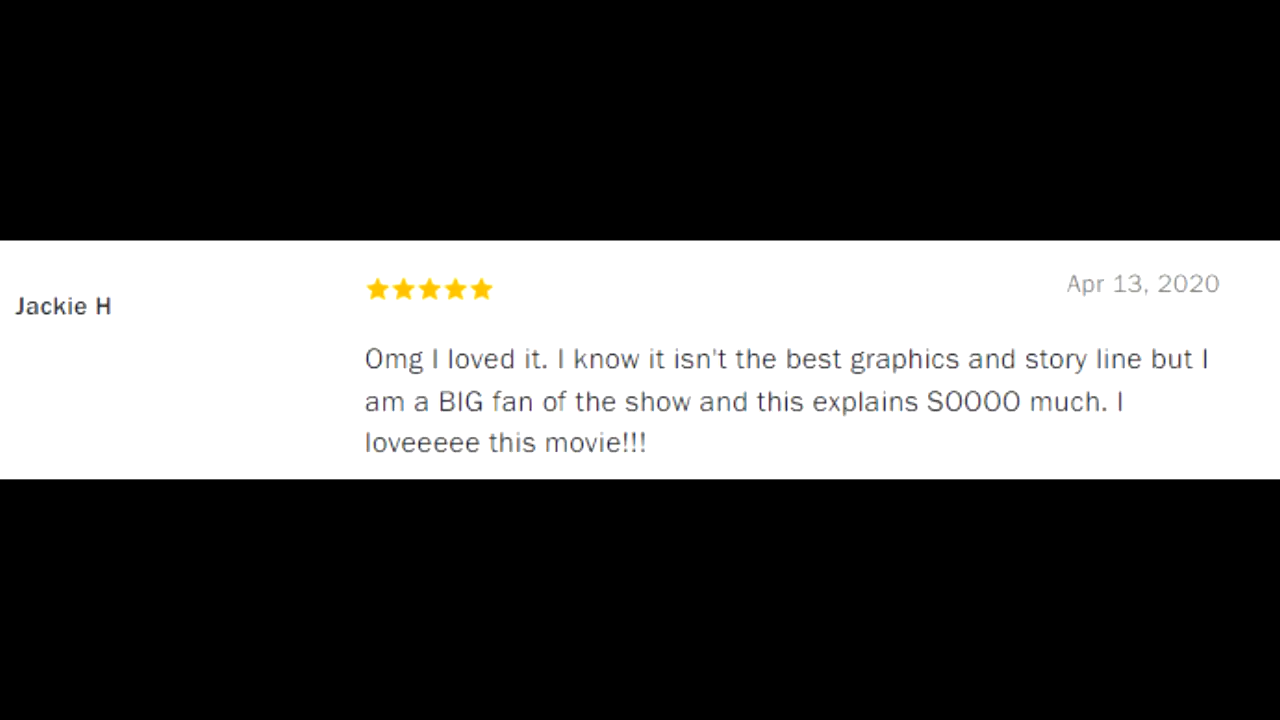 Jackie H
Apr 13, 2020
Omg I loved it. I know it isn't the best graphics and story line but I
am a BIG fan of the show and this explains SOOOO much. I
loveeeee this movie!!!